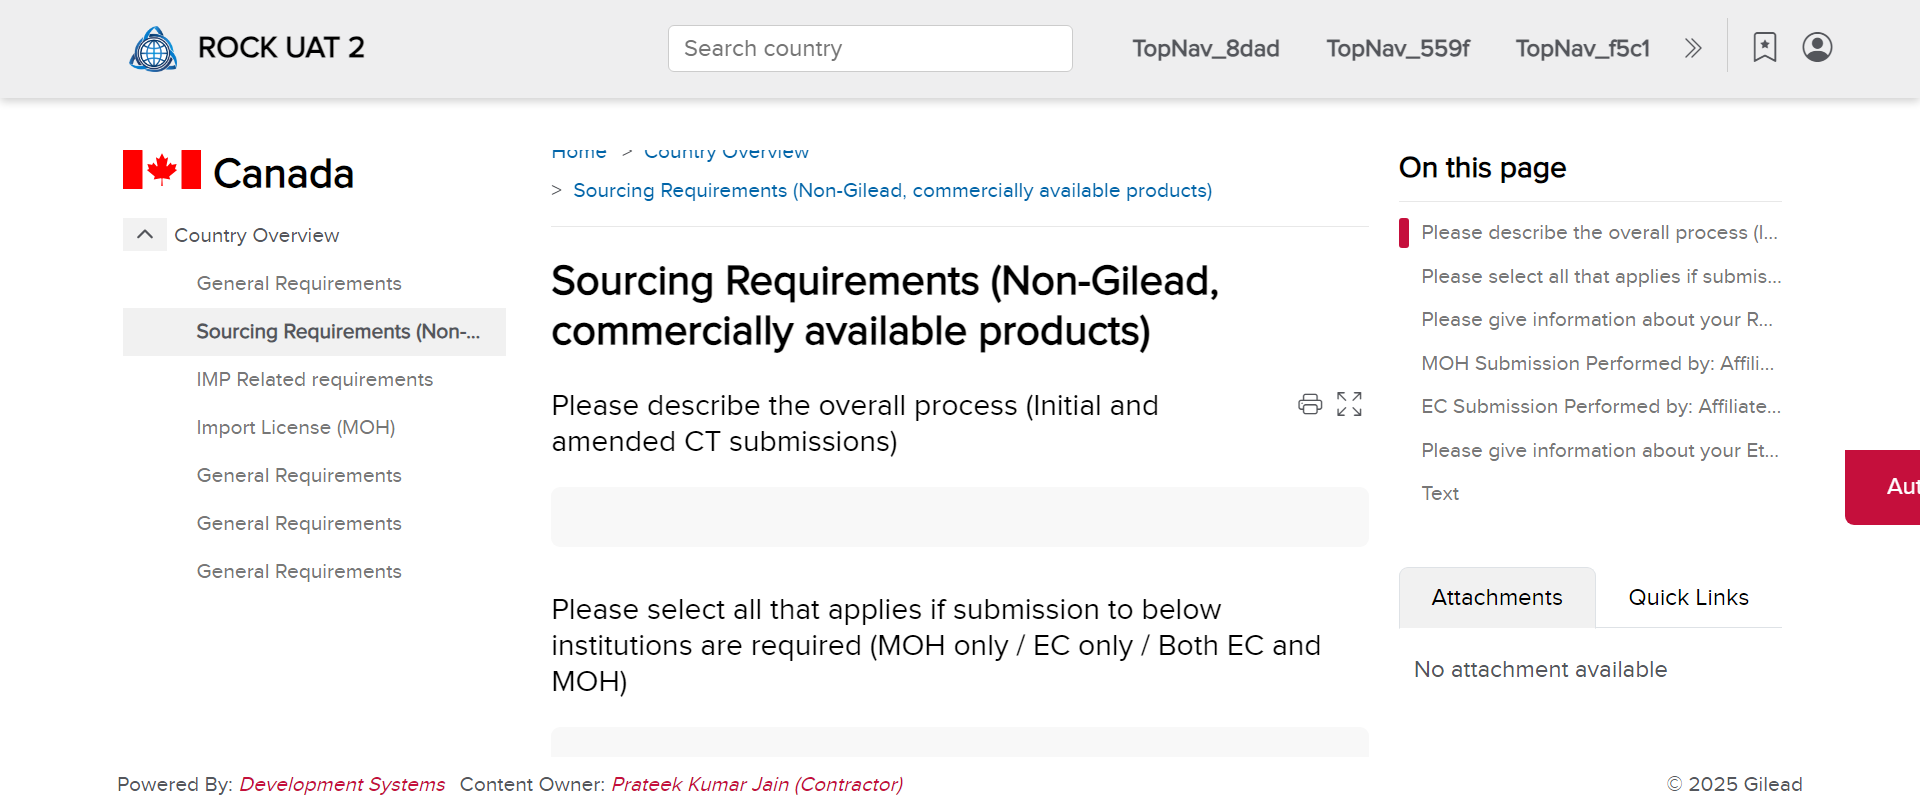 ROCK UAT 2
Search country
TopNav_8dad
TopNav_559f
TopNav_f5c1
Canada
Country Overview
General Requirements
Sourcing Requirements (Non-...
IMP Related requirements
Import License (MOH)
General Requirements
General Requirements
General Requirements
Home > Country Overview
> Sourcing Requirements (Non-Gilead, commercially available products)
Sourcing Requirements (Non-Gilead,
commercially available products)
Please describe the overall process (Initial and
amended CT submissions)
Please select all that applies if submission to below
institutions are required (MOH only / EC only / Both EC and
MOH)
On this page
Please describe the overall process (I...
Please select all that applies if submis...
Please give information about your R...
MOH Submission Performed by: Affili...
EC Submission Performed by: Affiliate...
Please give information about your Et...
Text
Aut
Attachments
Quick Links
No attachment available
Powered By: Development Systems Content Owner: Prateek Kumar Jain (Contractor)
© 2025 Gilead